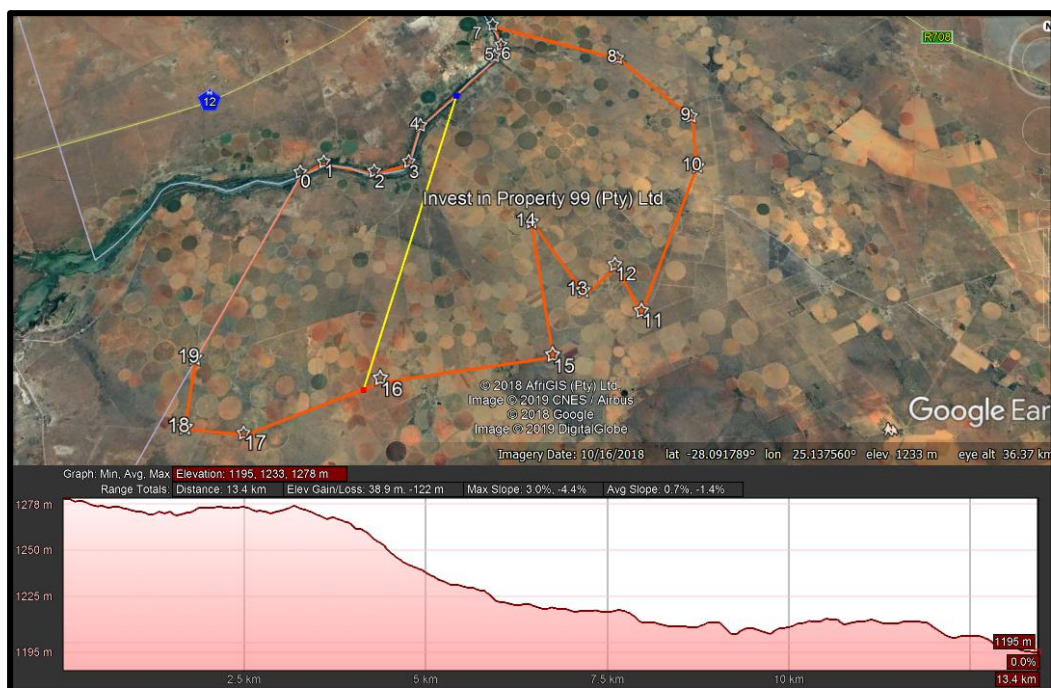 N
7
6
5
8
R708
12
4
9
3
10
0
1
2
Invest in Property 99 (Pty) Ltd
14
12
13
11
19
15
16
© 2018 AfriGIS (Pty) Ltd.
Image © 2019 CNES / Airbus
© 2018 Google
Image © 2019 DigitalGlobe
Google Ear
18
17
Imagery Date: 10/16/2018 lat -28.091789° lon 25.137560° elev 1233 m eye alt 36.37 km
Graph: Min, Avg, Max Elevation: 1195, 1233, 1278 m
Range Totals: Distance: 13.4 km Elev Gain/Loss: 38.9 m, -122 m Max Slope: 3.0%, -4.4% Avg Slope: 0.7%, -1.4%
1278 m
1250 m
1225 m
1195 m
1195 m
0.0%
2.5 km 5 km 7.5 km 10 km 13.4 km